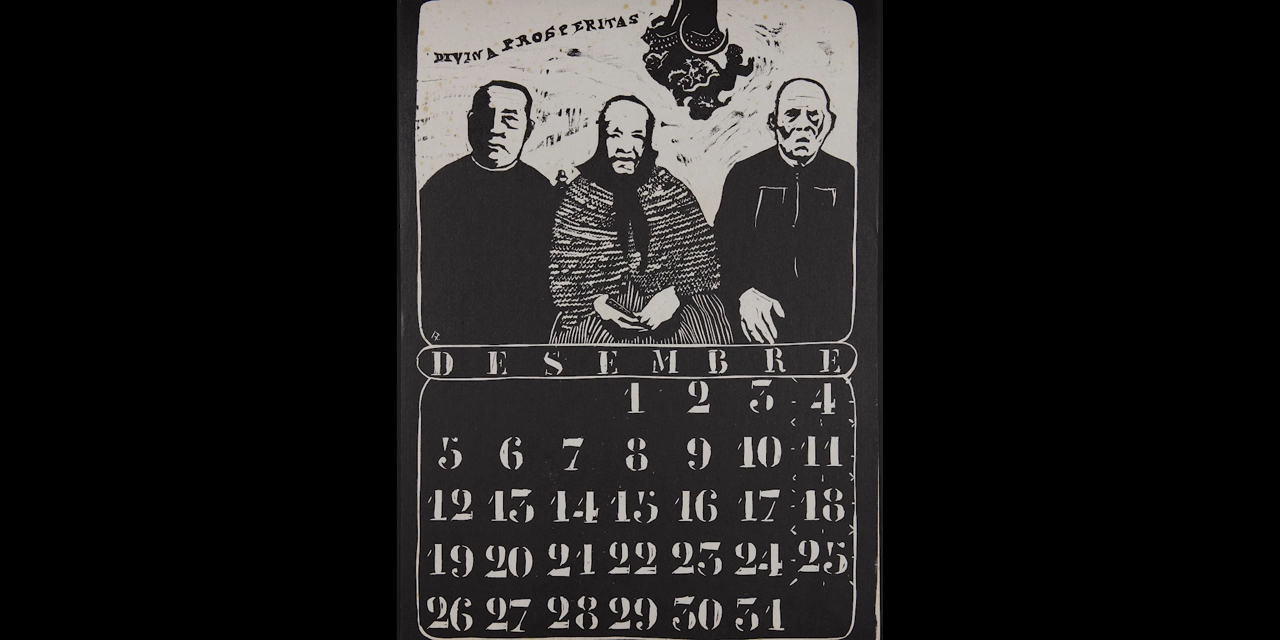 DIVINA PROSPERITAS
DESEMBRE
1 2 3 4
5 6 7 8 9 10 11
12 13 14 15 16 17 18
19 20 21 22 23 24 25
26 27 28 29 30 31